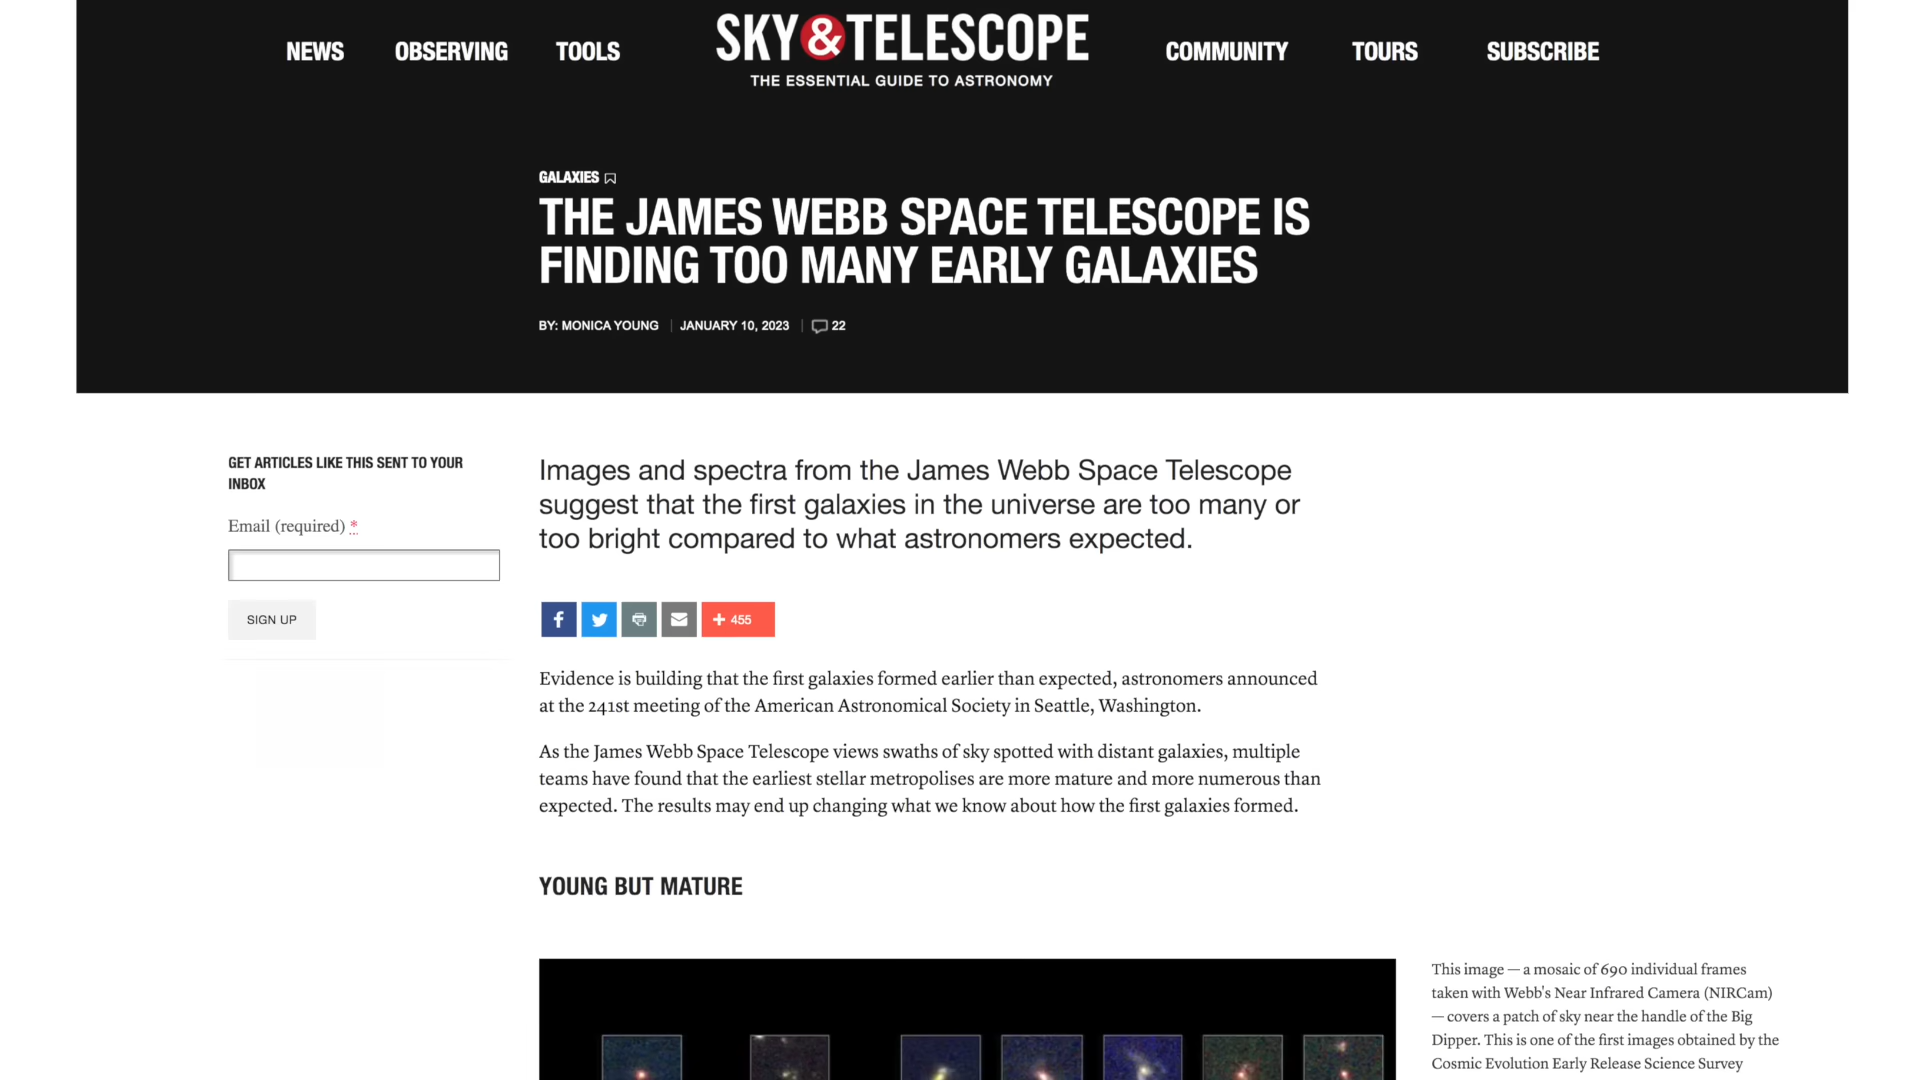 NEWS OBSERVING TOOLS SKY&TELESCOPE COMMUNITY TOURS SUBSCRIBE
THE ESSENTIAL GUIDE TO ASTRONOMY
GALAXIES
THE JAMES WEBB SPACE TELESCOPE IS
FINDING TOO MANY EARLY GALAXIES
BY: MONICA YOUNG | JANUARY 10, 2023 | 22
GET ARTICLES LIKE THIS SENT TO YOUR
INBOX
Email (required) *
SIGN UP
Images and spectra from the James Webb Space Telescope
suggest that the first galaxies in the universe are too many or
too bright compared to what astronomers expected.
455
Evidence is building that the first galaxies formed earlier than expected, astronomers announced
at the 241st meeting of the American Astronomical Society in Seattle, Washington.
As the James Webb Space Telescope views swaths of sky spotted with distant galaxies, multiple
teams have found that the earliest stellar metropolises are more mature and more numerous than
expected. The results may end up changing what we know about how the first galaxies formed.
YOUNG BUT MATURE
This image — a mosaic of 690 individual frames
taken with Webb's Near Infrared Camera (NIRCam)
— covers a patch of sky near the handle of the Big
Dipper. This is one of the first images obtained by the
Cosmic Evolution Early Release Science Survey